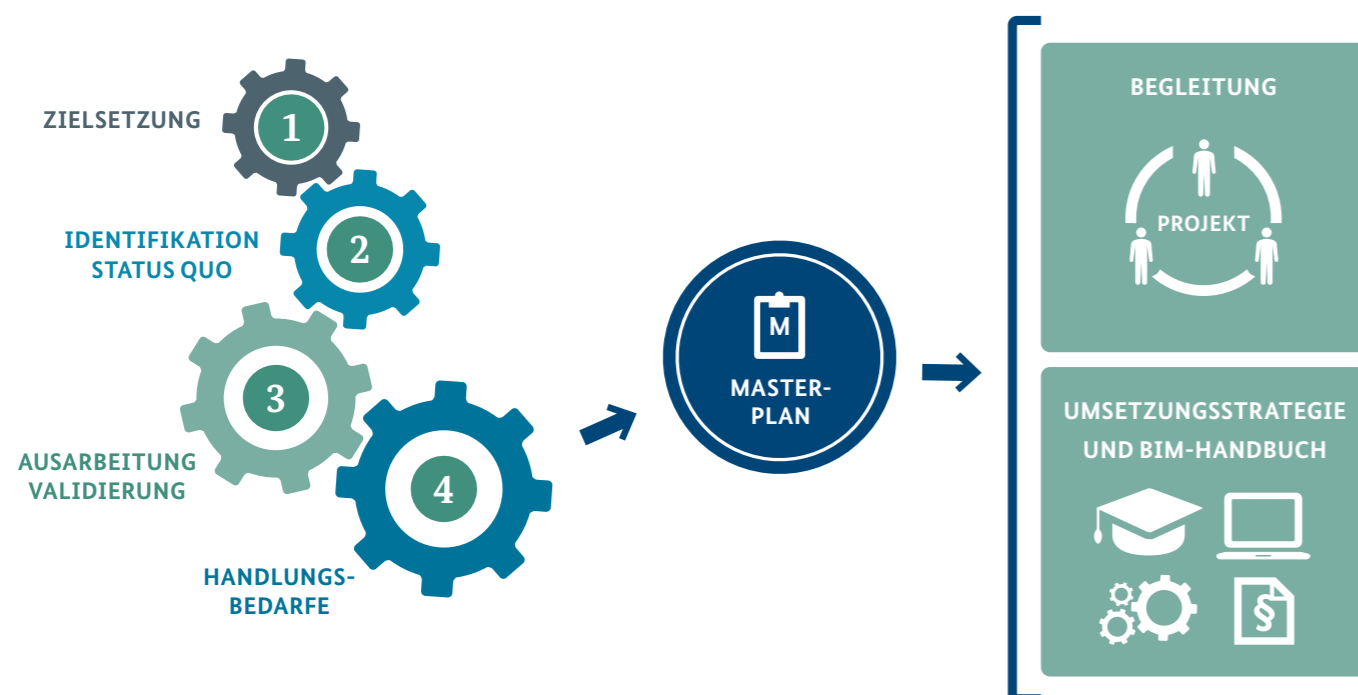 ZIELSETZUNG
1
IDENTIFIKATION
STATUS QUO
2
3
AUSARBEITUNG
VALIDIERUNG
4
HANDLUNGS-
BEDARFE
M
MASTER-
PLAN
BEGLEITUNG
PROJEKT
UMSETZUNGSSTRATEGIE
UND BIM-HANDBUCH
§